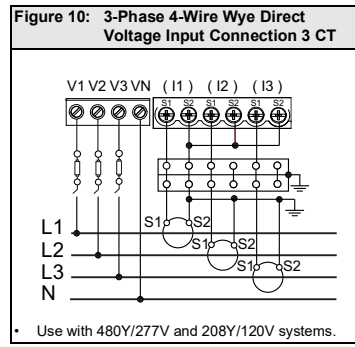 Figure 10: 3-Phase 4-Wire Wye Direct
Voltage Input Connection 3 CT
V1 V2 V3 VN ( I1 ) ( I2 ) ( I3 )
S1 S2 S1 S2 S1 S2
L1 S1 S2
L2 S1 S2
L3 S1 S2
N
• Use with 480Y/277V and 208Y/120V systems.